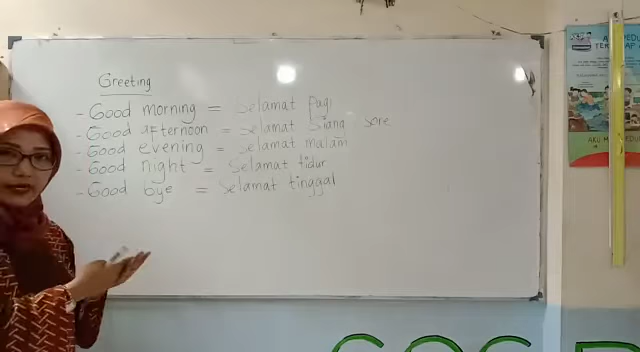 Greeting
- Good morning = Selamat pagi
- Good afternoon = Selamat Siang sore
- Good evening = Selamat malam
- Good night = Selamat tidur
- Good bye = Selamat tinggal